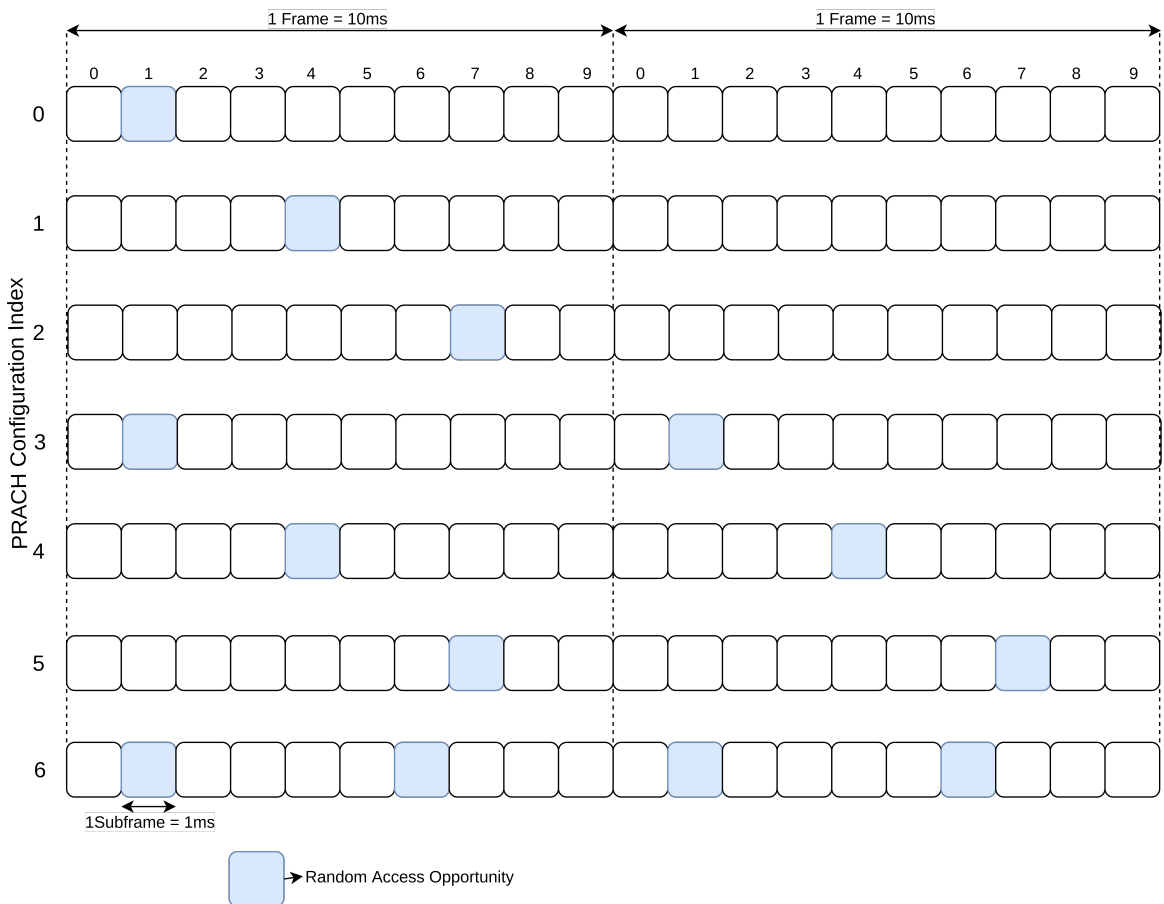 1 Frame = 10ms 1 Frame = 10ms
0 1 2 3 4 5 6 7 8 9 0 1 2 3 4 5 6 7 8 9
0
1
2
3
4
5
6
PRACH Configuration Index
1Subframe = 1ms
Random Access Opportunity